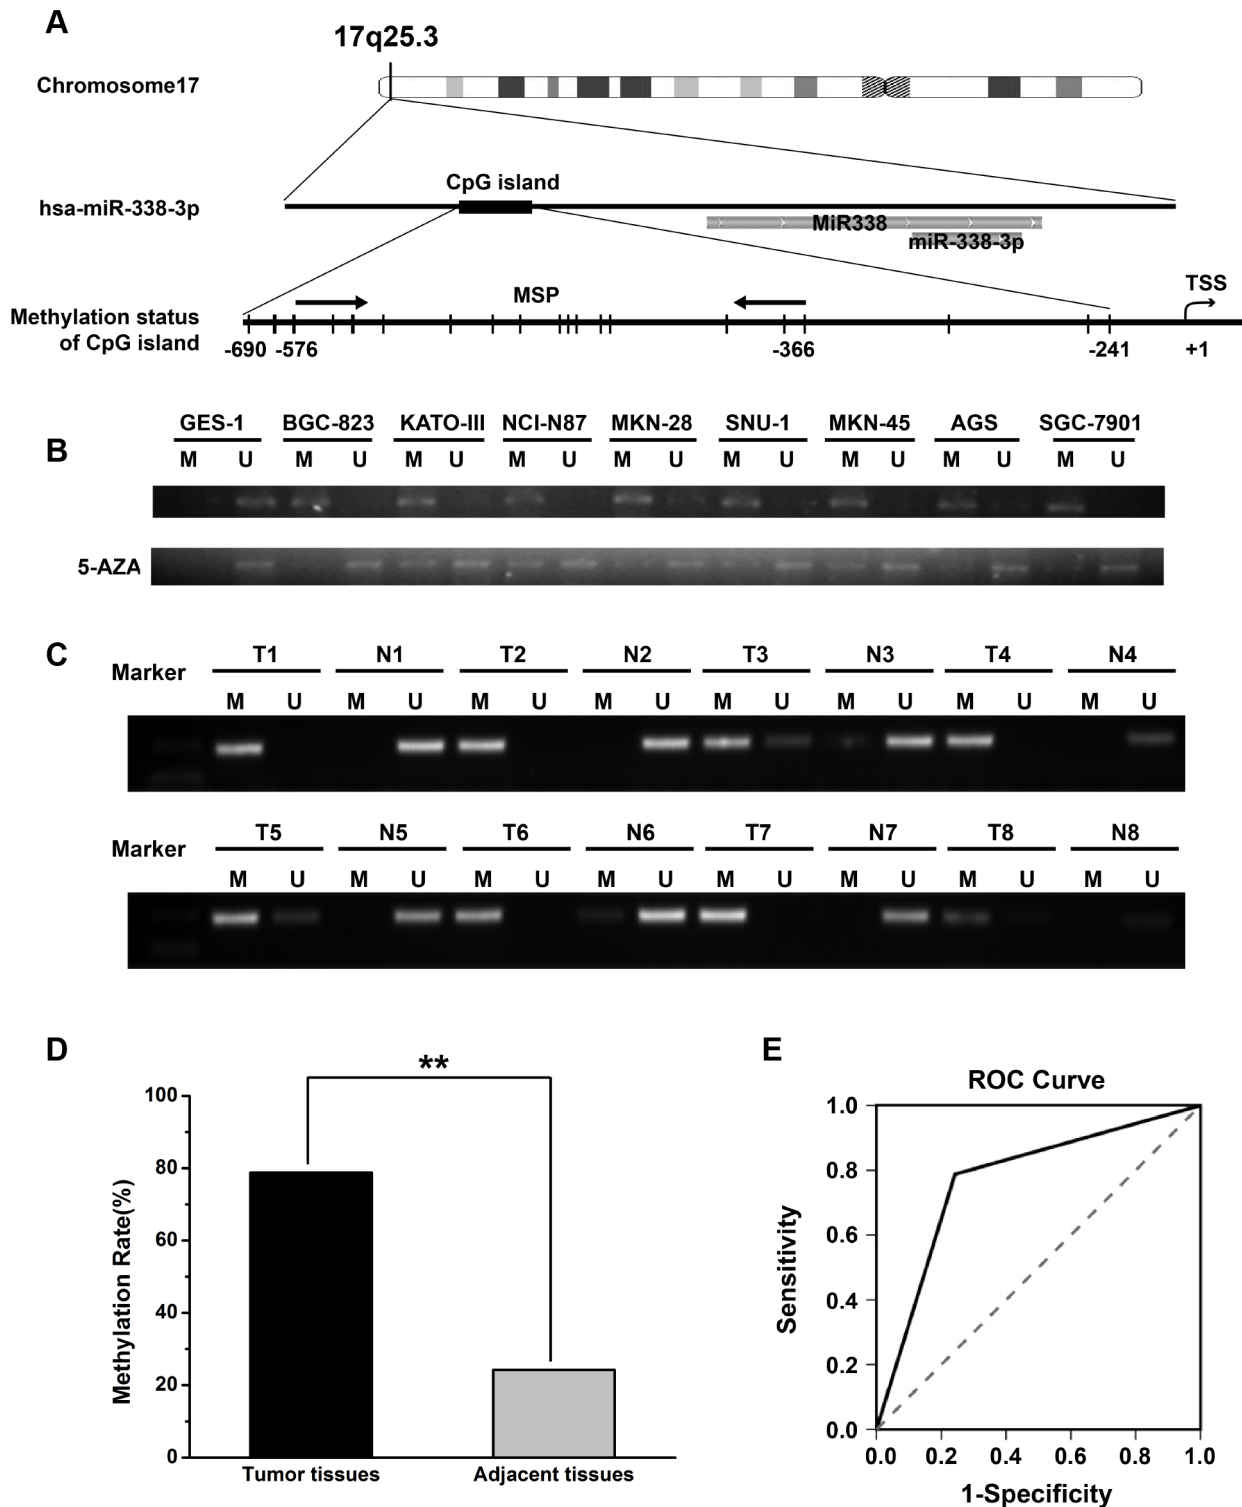 A
17q25.3
Chromosome17
CpG island
hsa-miR-338-3p
MiR338
miR-338-3p
TSS
MSP
Methylation status
of CpG island
-690 -576 -366 -241 +1
GES-1 BGC-823 KATO-III NCI-N87 MKN-28 SNU-1 MKN-45 AGS SGC-7901
B
M U M U M U M U M U M U M U M U M U
5-AZA
C
T1 N1 T2 N2 T3 N3 T4 N4
Marker
M U M U M U M U M U M U M U M U
T5 N5 T6 N6 T7 N7 T8 N8
Marker
M U M U M U M U M U M U M U M U
D
**
100
80
60
40
20
0
Methylation Rate(%)
Tumor tissues Adjacent tissues
E
ROC Curve
1.0
0.8
0.6
0.4
0.2
0.0
Sensitivity
0.0 0.2 0.4 0.6 0.8 1.0
1-Specificity